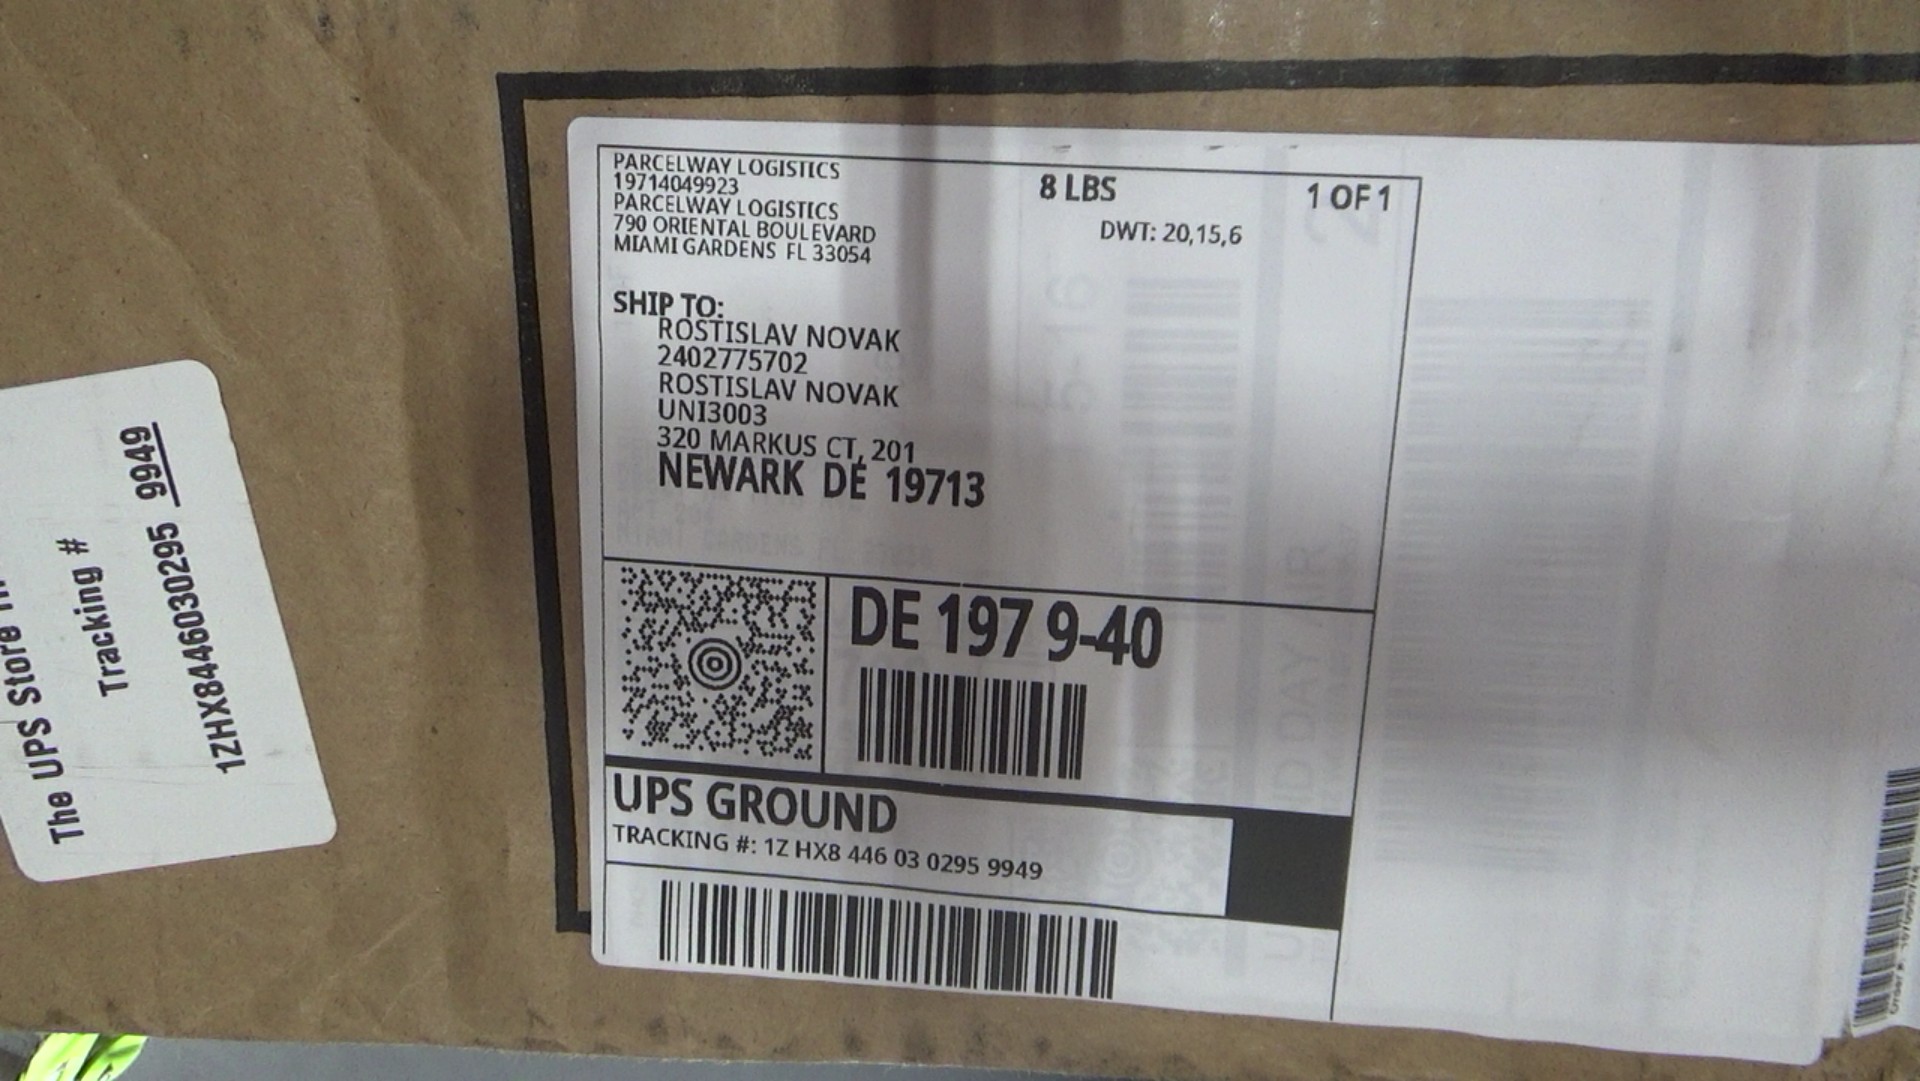 PARCELWAY LOGISTICS
19714049923
PARCELWAY LOGISTICS
790 ORIENTAL BOULEVARD
MIAMI GARDENS FL 33054
8 LBS
1 OF 1
DWT: 20,15,6
SHIP TO:
ROSTISLAV NOVAK
2402775702
ROSTISLAV NOVAK
UNI3003
320 MARKUS CT, 201
NEWARK DE 19713
DE 197 9-40
UPS GROUND
TRACKING #: 1Z HX8 446 03 0295 9949
The UPS Store
Tracking #
1ZHX84460302959949